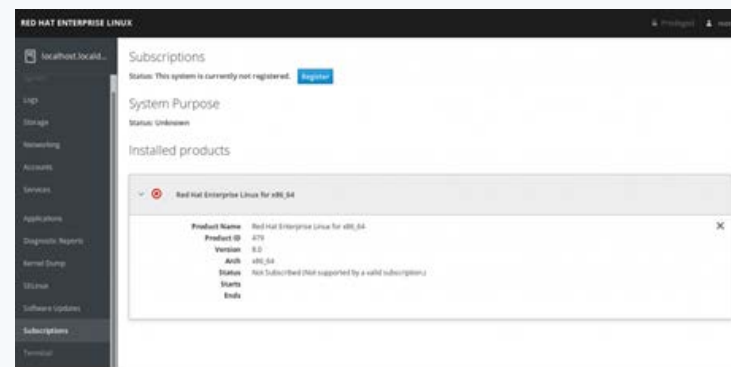 RED HAT ENTERPRISE LINUX
Privileged
localhost.locald...
Logs
Storage
Networking
Accounts
Services
Applications
Diagnostic Reports
Kernel Dump
SELinux
Software Updates
Subscriptions
Terminal
Subscriptions
Status: This system is currently not registered. Register
System Purpose
Status: Unknown
Installed products
Red Hat Enterprise Linux for x86_64
Product Name Red Hat Enterprise Linux for x86_64
Product ID 479
Version 8.0
Arch x86_64
Status Not Subscribed (Not supported by a valid subscription.)
Starts
Ends